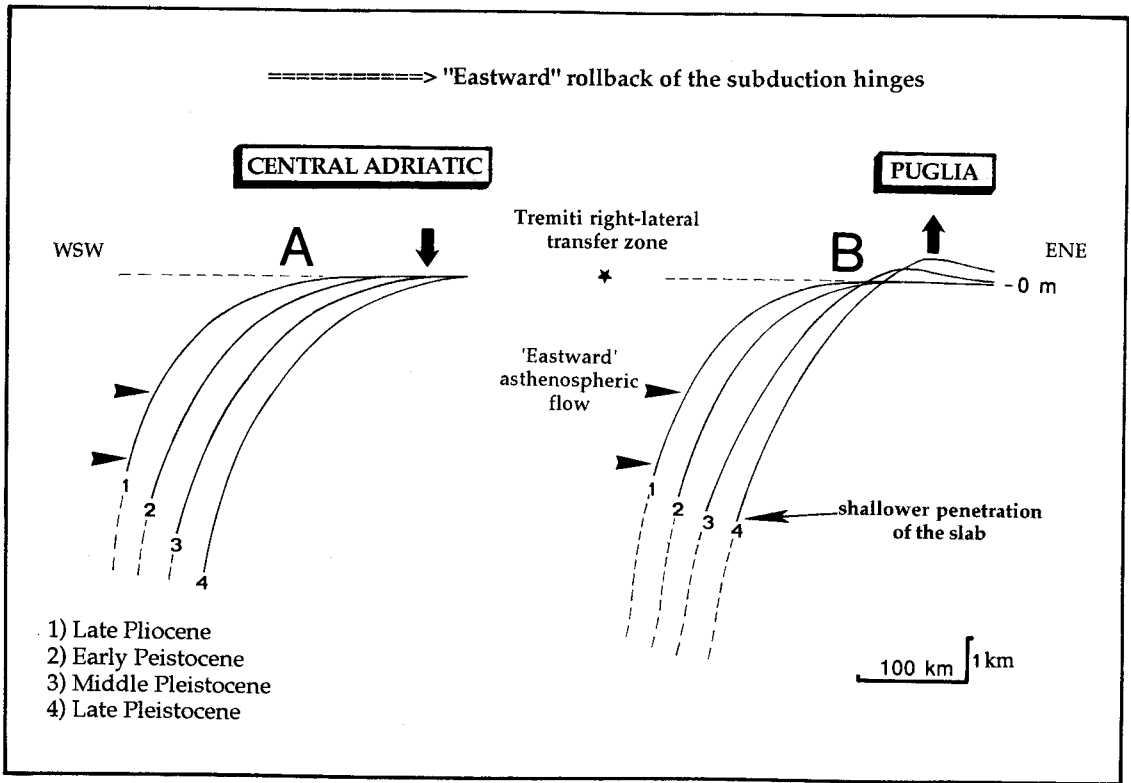 ===========> "Eastward" rollback of the subduction hinges
CENTRAL ADRIATIC
PUGLIA
WSW
A
Tremiti right-lateral
transfer zone
B
ENE
-0 m
'Eastward'
asthenospheric
flow
1
2
3
4
1
2
3
4
shallower penetration
of the slab
1) Late Pliocene
2) Early Peistocene
3) Middle Pleistocene
4) Late Pleistocene
100 km
1 km